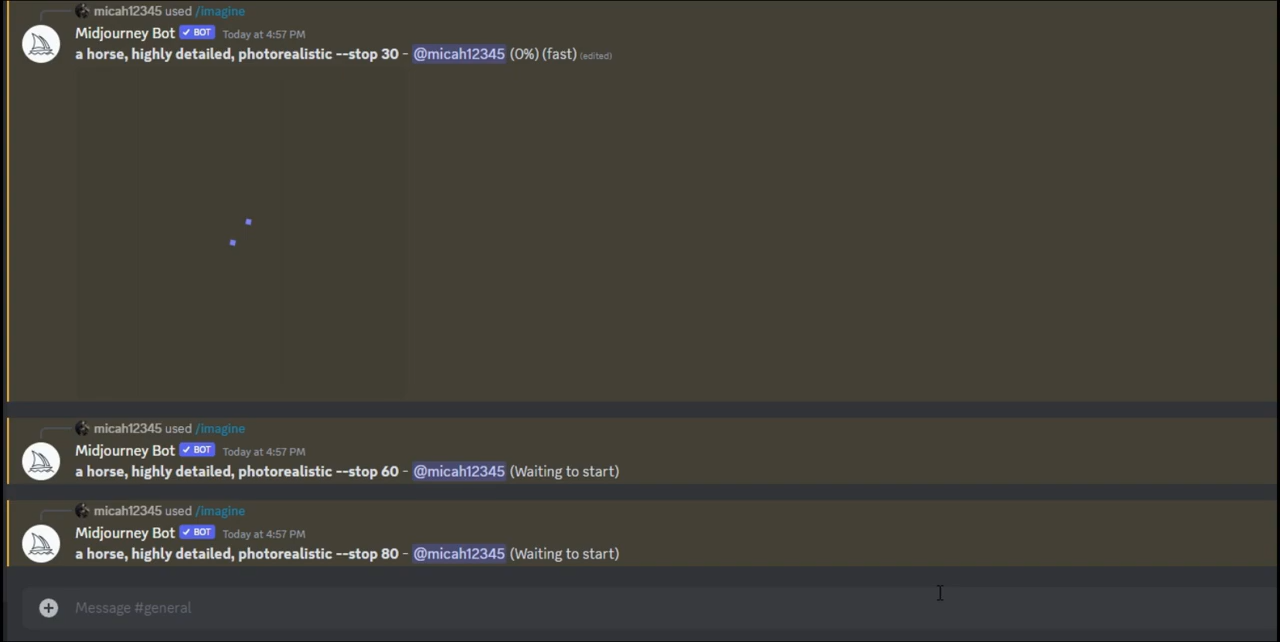 micah12345 used /imagine
Midjourney Bot ✓ BOT Today at 4:57 PM
a horse, highly detailed, photorealistic --stop 30 - @micah12345 (0%) (fast) (edited)
micah12345 used /imagine
Midjourney Bot ✓ BOT Today at 4:57 PM
a horse, highly detailed, photorealistic --stop 60 - @micah12345 (Waiting to start)
micah12345 used /imagine
Midjourney Bot ✓ BOT Today at 4:57 PM
a horse, highly detailed, photorealistic --stop 80 - @micah12345 (Waiting to start)
Message #general